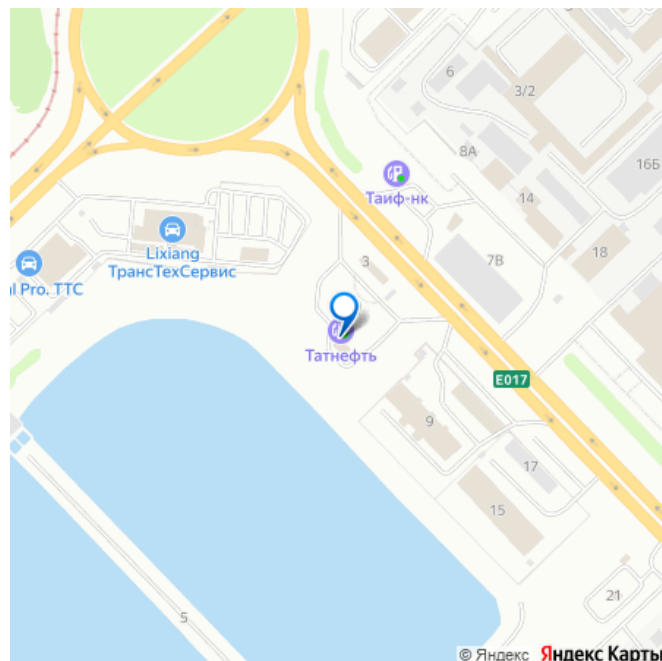 6
3/2
8А
16Б
Таиф-нк
14
Lixiang
ТрансТехСервис
3
7В
18
al Pro. ТТС
Татнефть
E017
9
17
15
5
21
© Яндекс Яндекс Карты